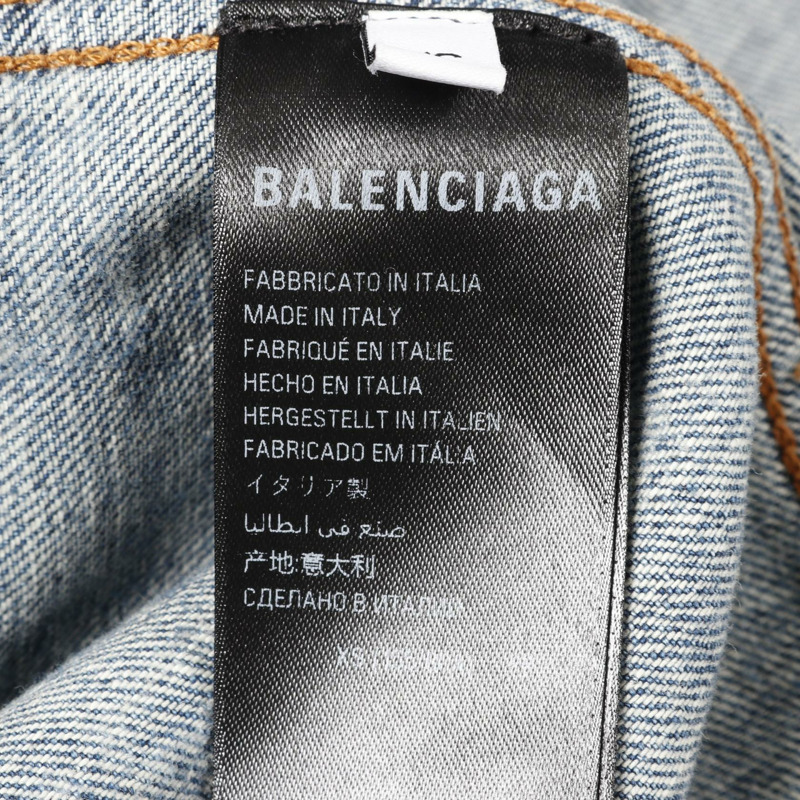 BALENCIAGA
FABBRICATO IN ITALIA
MADE IN ITALY
FABRIQUÉ EN ITALIE
HECHO EN ITALIA
HERGESTELLT IN ITALIEN
FABRICADO EM ITÁLIA
イタリア製
صنع في ايطاليا
产地:意大利
СДЕЛАНО В ИТАЛИИ
XS